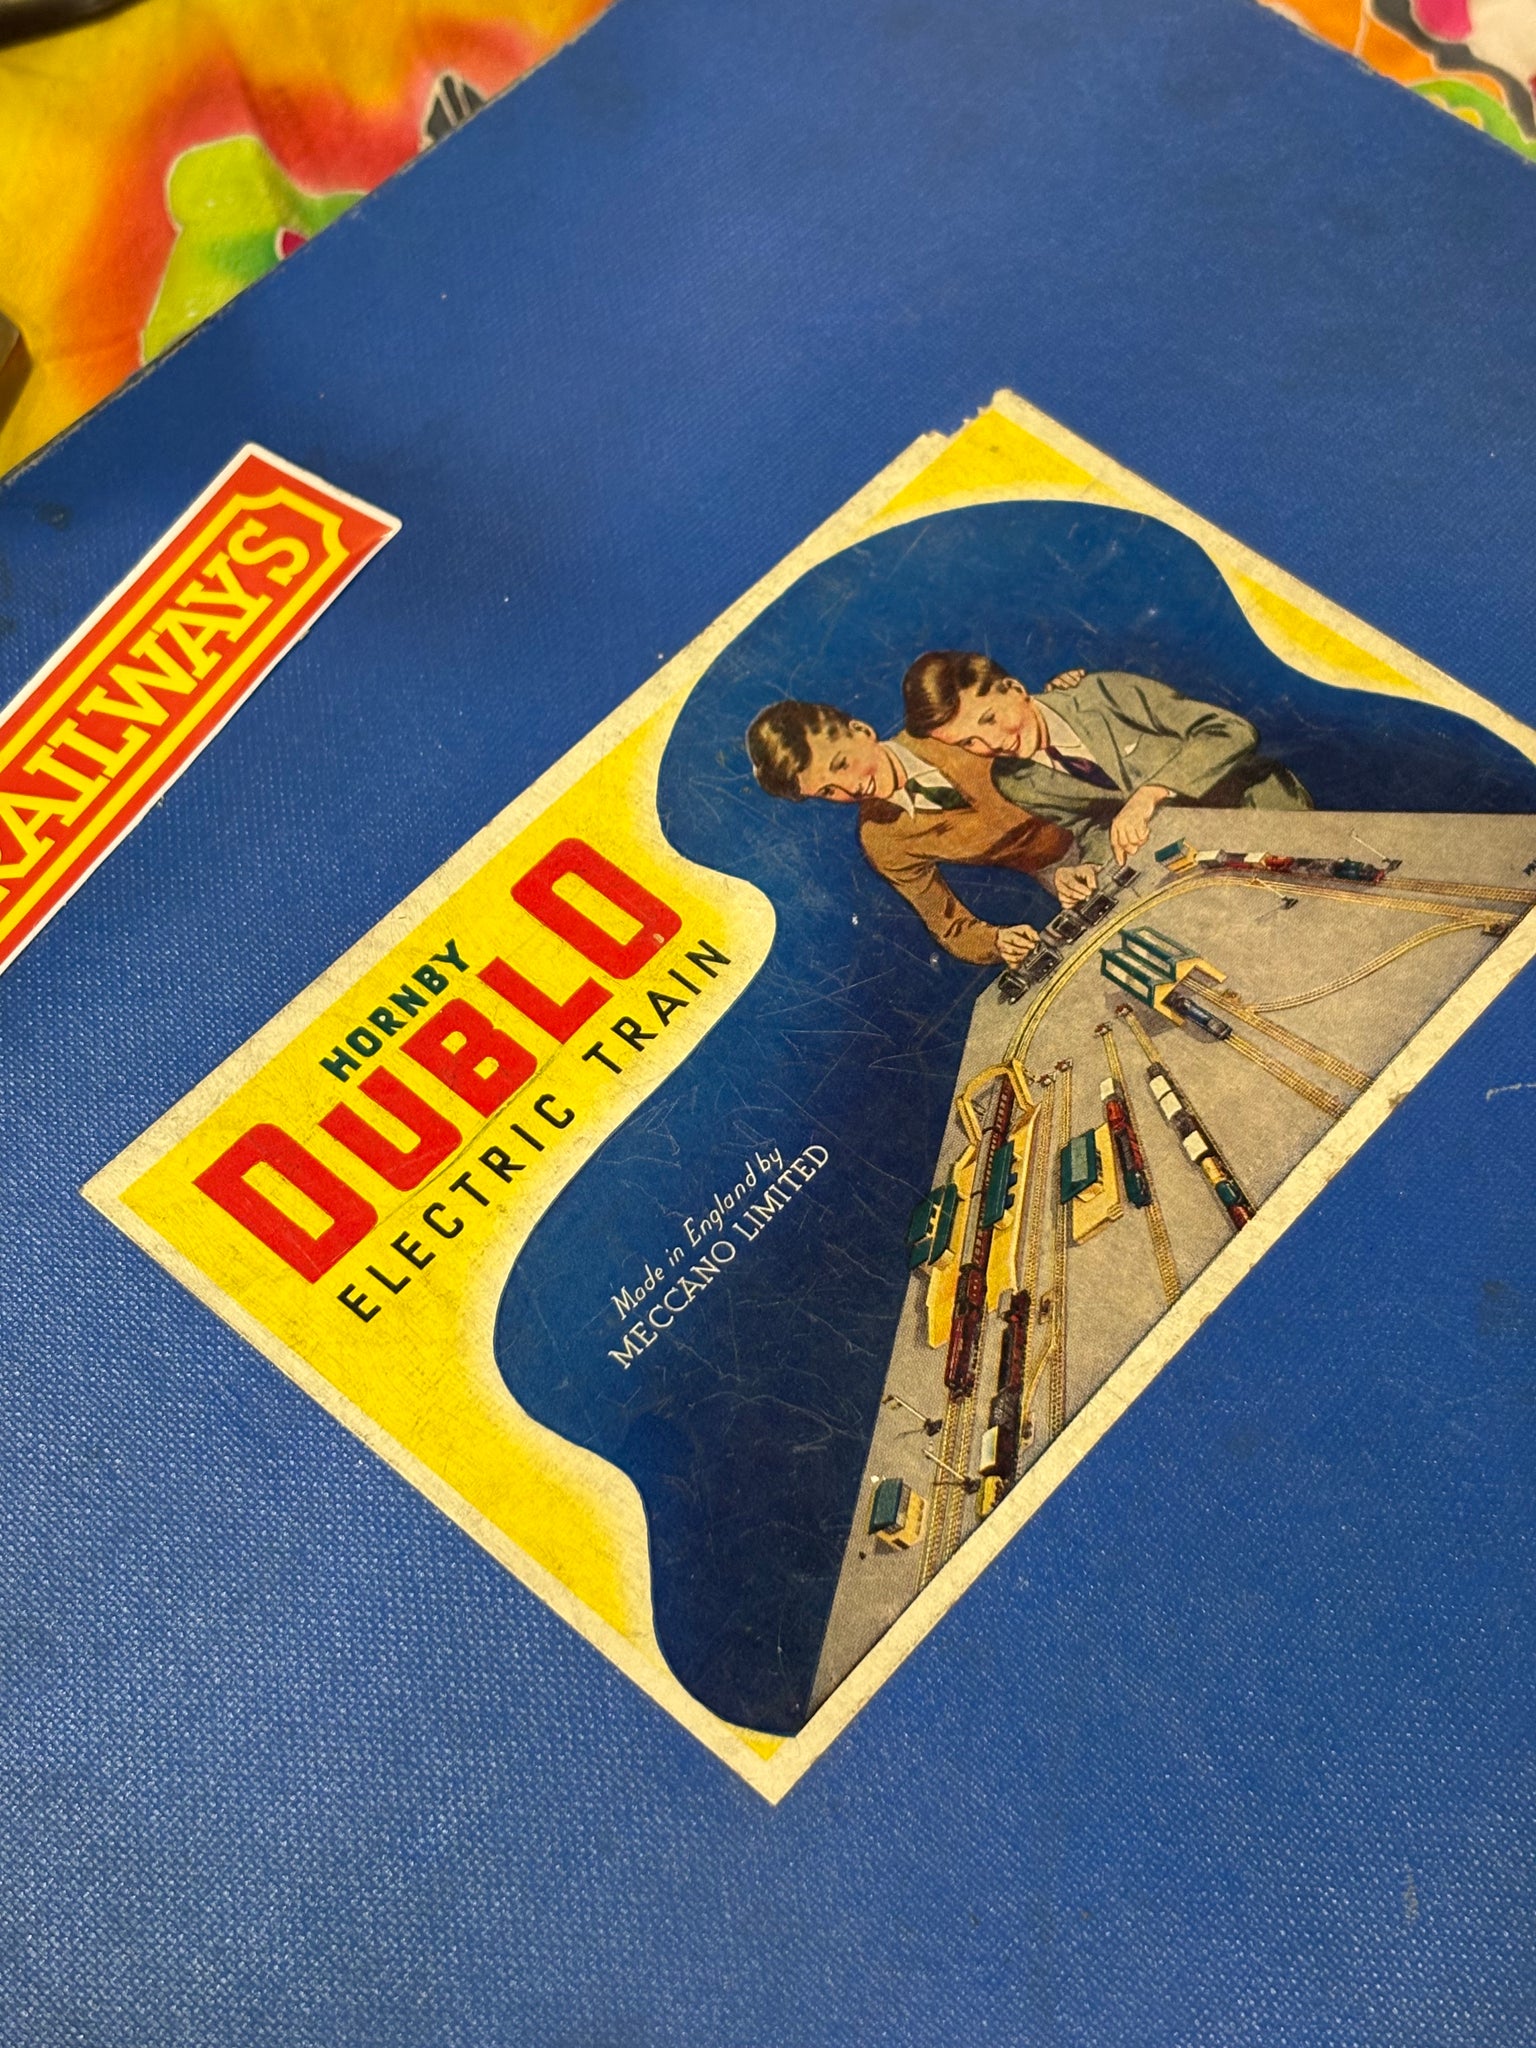 RAILWAYS
HORNBY
DUBLO
ELECTRIC TRAIN
Made in England by
MECCANO LIMITED